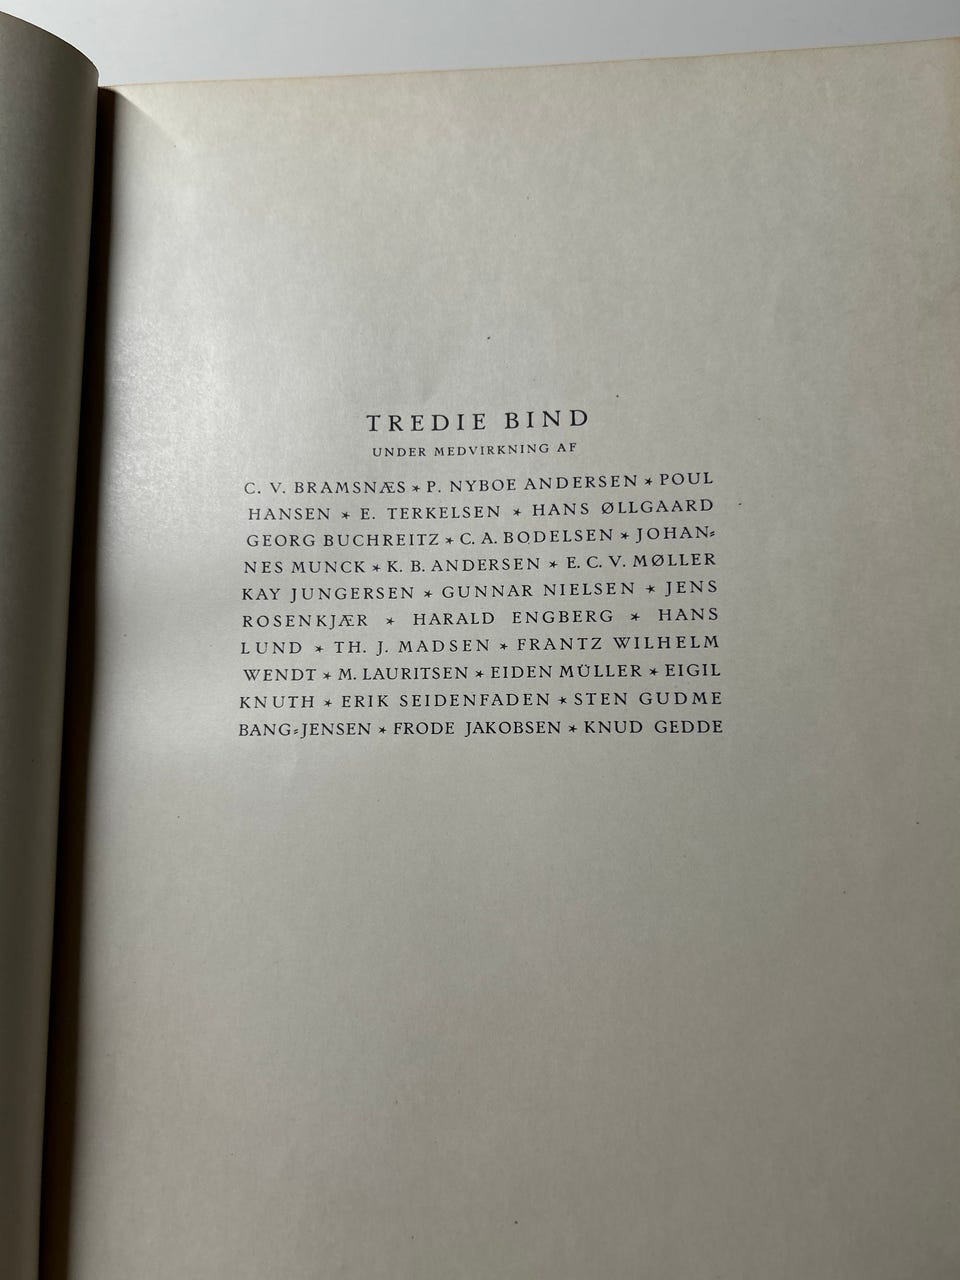 TREDIE BIND
UNDER MEDVIRKNING AF
C. V. BRAMSNÆS ★ P. NYBOE ANDERSEN ★ POUL
HANSEN ★ E. TERKELSEN ★ HANS ØLLGAARD
GEORG BUCHREITZ ★ C. A. BODELSEN ★ JOHAN⸗
NES MUNCK ★ K. B. ANDERSEN ★ E. C. V. MØLLER
KAY JUNGERSEN ★ GUNNAR NIELSEN ★ JENS
ROSENKJÆR ★ HARALD ENGBERG ★ HANS
LUND ★ TH. J. MADSEN ★ FRANTZ WILHELM
WENDT ★ M. LAURITSEN ★ EIDEN MÜLLER ★ EIGIL
KNUTH ★ ERIK SEIDENFADEN ★ STEN GUDME
BANG⸗JENSEN ★ FRODE JAKOBSEN ★ KNUD GEDDE